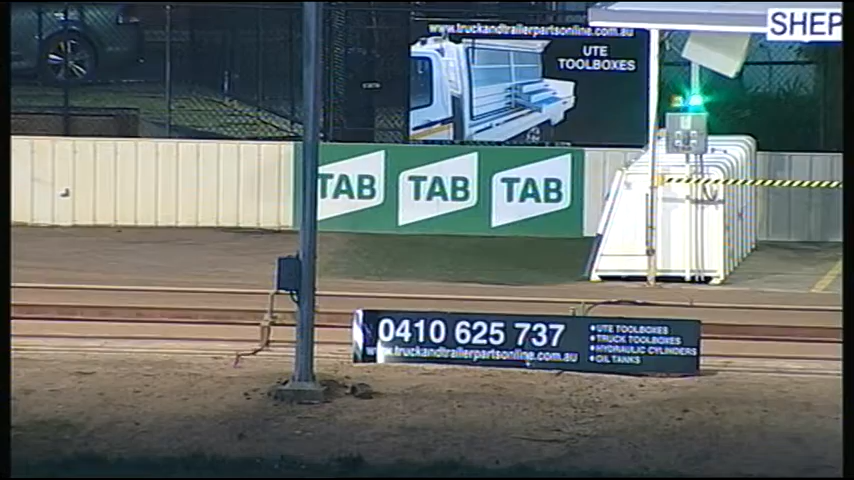 www.truckandtrailerpartsonline.com.au
UTE
TOOLBOXES
SHEP
TAB TAB TAB
0410 625 737
www.truckandtrailerpartsonline.com.au
UTE TOOLBOXES
TRUCK TOOLBOXES
HYDRAULIC CYLINDERS
OIL TANKS